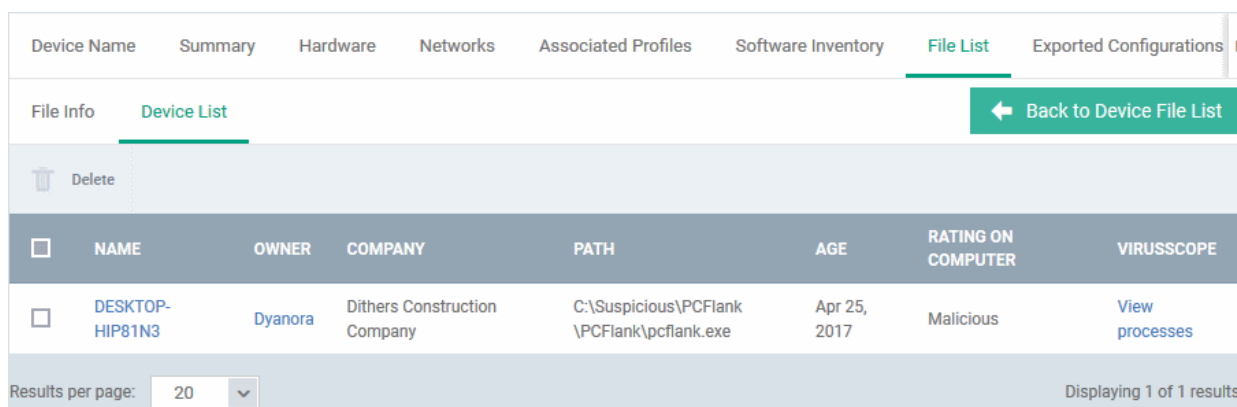 Device Name Summary Hardware Networks Associated Profiles Software Inventory File List Exported Configurations
File Info Device List Back to Device File List
Delete
NAME OWNER COMPANY PATH AGE RATING ON COMPUTER VIRUSSCOPE
DESKTOP-HIP81N3 Dyanora Dithers Construction Company C:\Suspicious\PCFlank\PCFlank\pcflank.exe Apr 25, 2017 Malicious View processes
Results per page: 20 Displaying 1 of 1 results